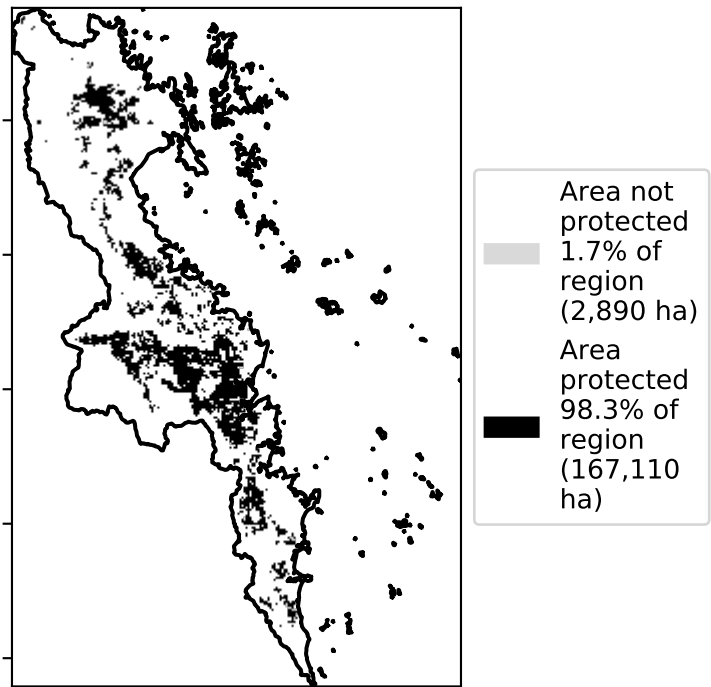 Area not
protected
1.7% of
region
(2,890 ha)
Area
protected
98.3% of
region
(167,110
ha)